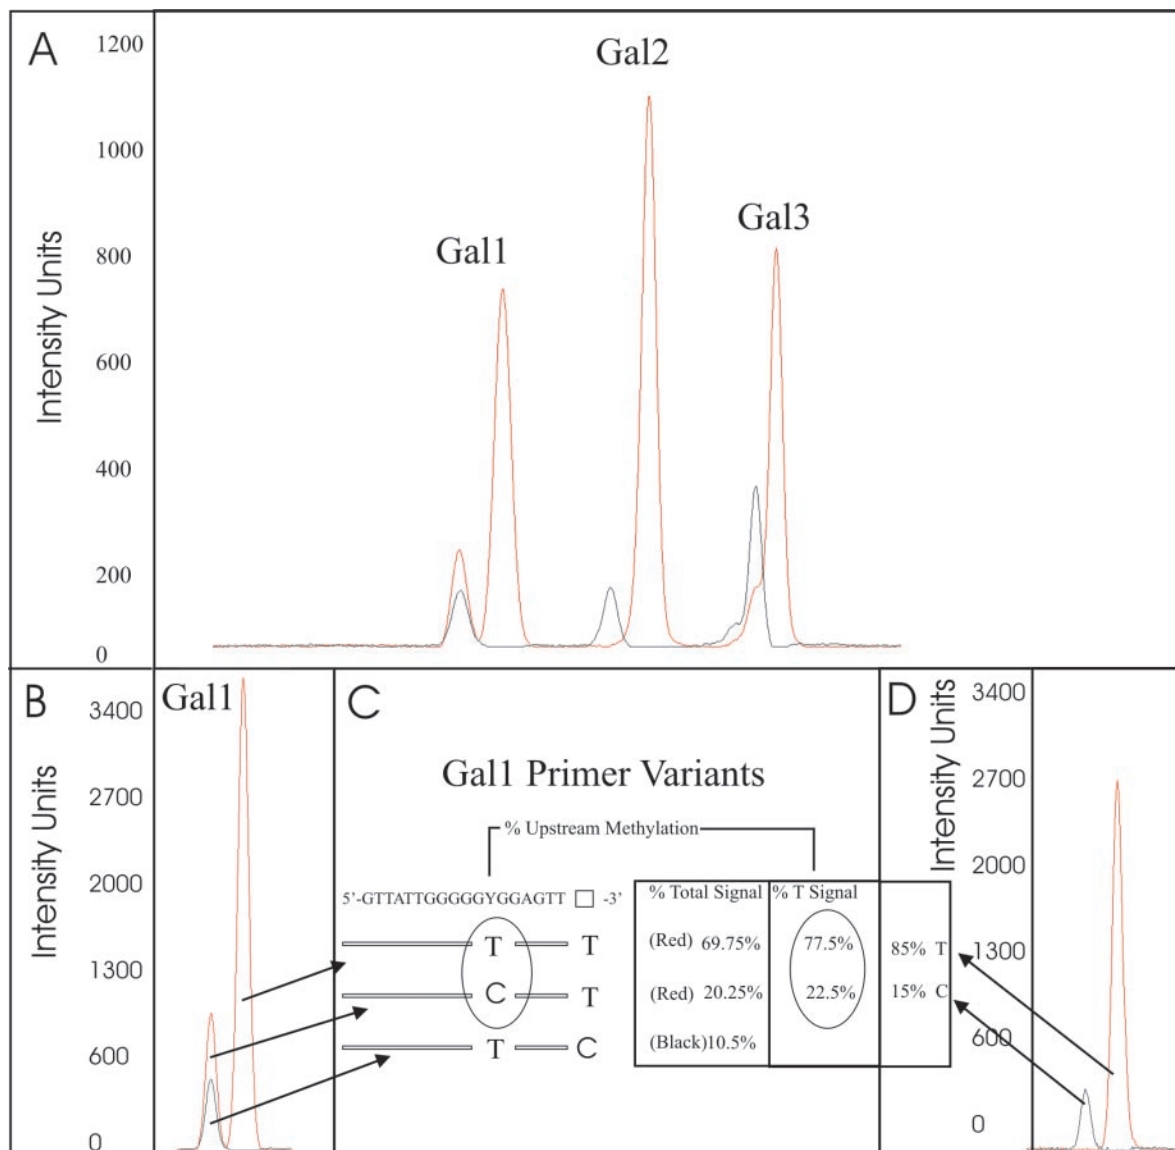 A
Intensity Units
1200
1000
800
600
400
200
0
Gal1
Gal2
Gal3
B
Intensity Units
3400
2700
2000
1300
600
0
Gal1
C
Gal1 Primer Variants
% Upstream Methylation
5'-GTTATTGGGGGYGGAGTT □ -3'
T T
C T
T C
% Total Signal % T Signal
(Red) 69.75% 77.5% 85% T
(Red) 20.25% 22.5% 15% C
(Black) 10.5%
D
Intensity Units
3400
2700
2000
1300
600
0